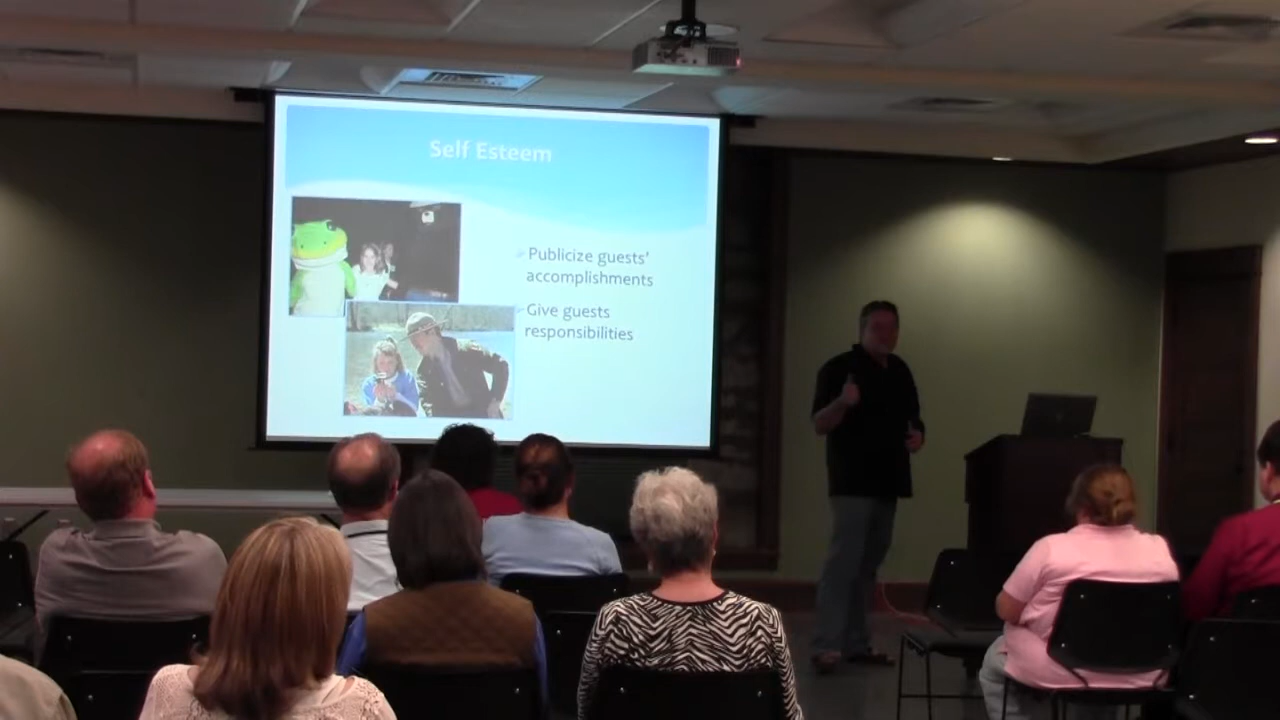 Self Esteem
Publicize guests'
accomplishments
Give guests
responsibilities